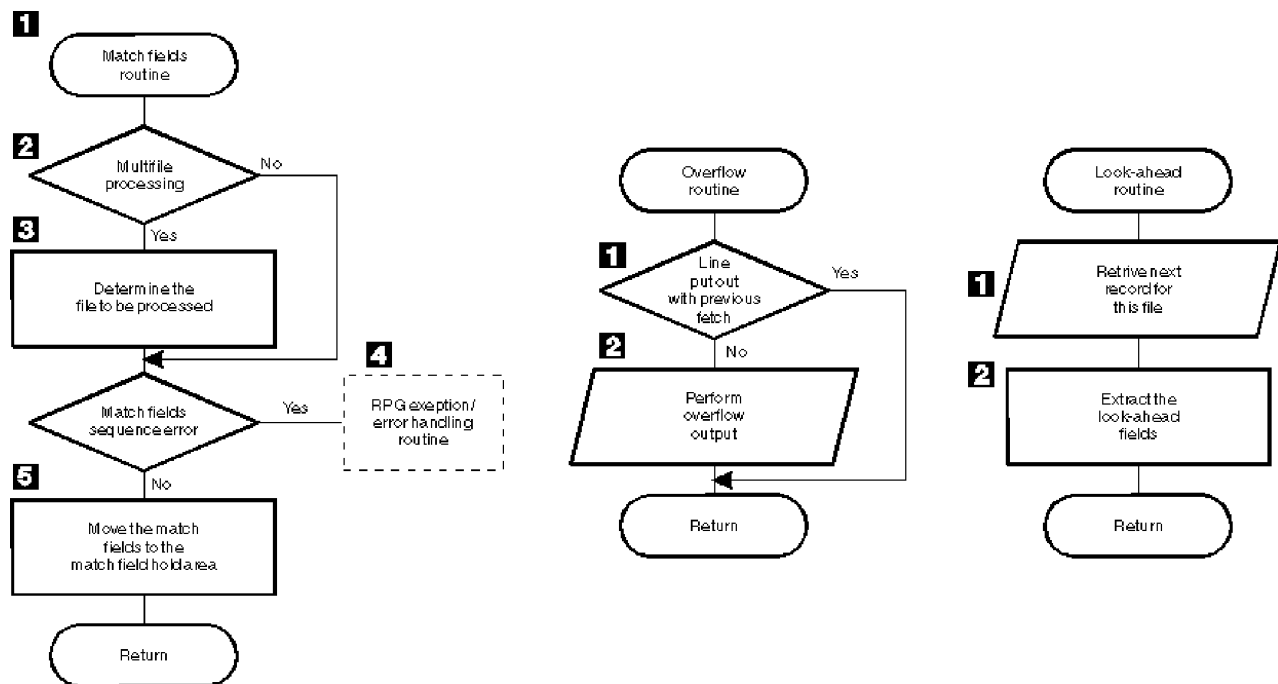 1
Match fields
routine
2
Multifile
processing
No
Yes
3
Determine the
file to be processed
4
Match fields
sequence error
Yes
RPG exeption/
error handling
routine
No
5
Move the match
fields to the
match field hold area
Return
Overflow
routine
1
Line
put out
with previous
fetch
Yes
No
2
Perform
overflow
output
Return
Look-ahead
routine
1
Retrive next
record for
this file
2
Extract the
look-ahead
fields
Return